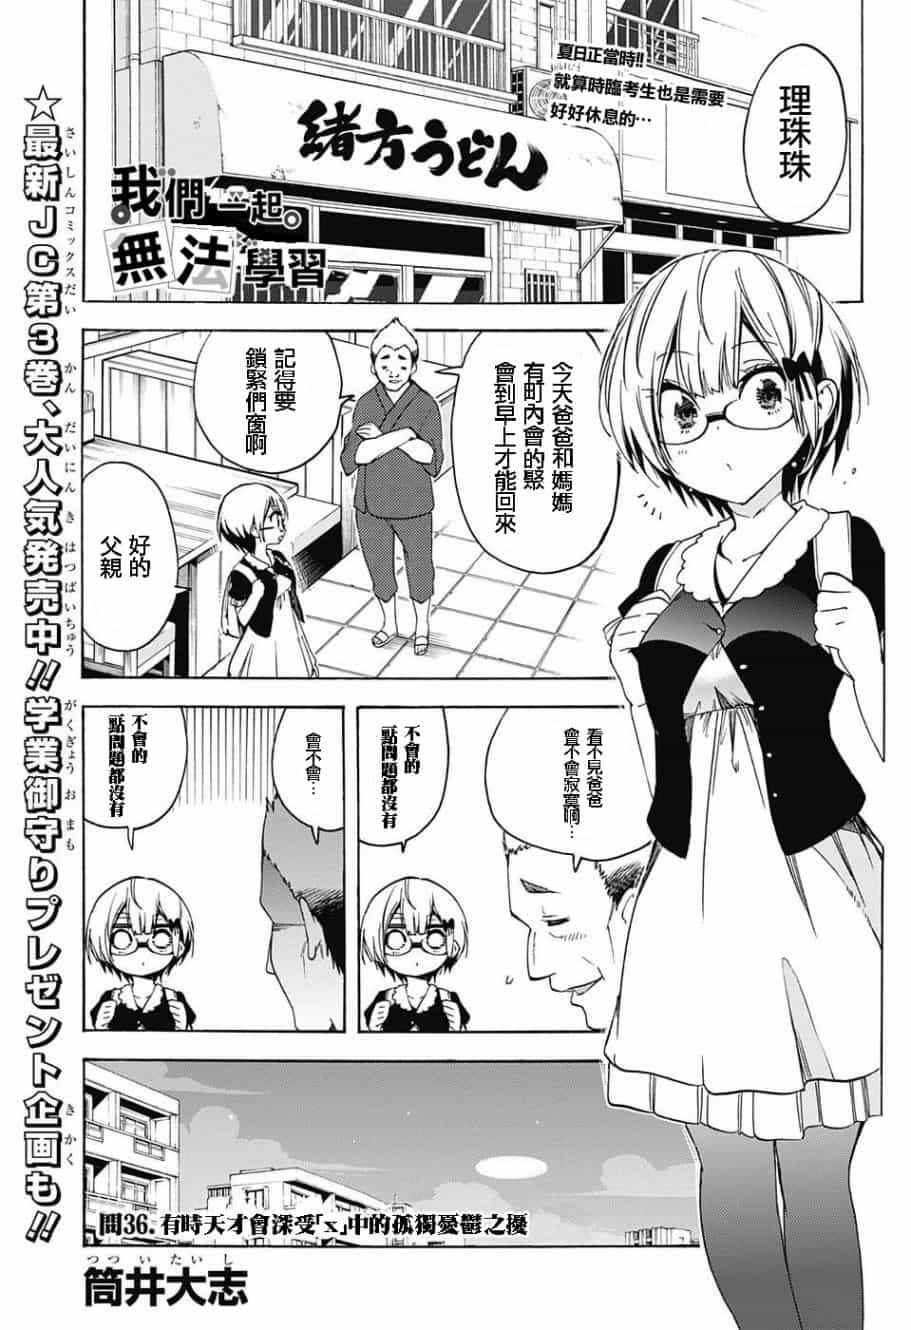 夏日正當時!!
就算時臨考生也是需要
好好休息的…
理珠珠
緒方うどん
我們一起。
無法學習
今天爸爸和媽媽
有町內會的聚
會到早上才能回來
記得要
鎖緊們窗啊
好的
父親
看不見爸爸
會不會寂寞啊…
不會的
一點問題都沒有
會不會…
不會的
一點問題都沒有
問36.有時天才會深受「x」中的孤獨憂鬱之擾
つついたいし
筒井大志
さいしんコミックスだい かん だいにんき はつばいちゅう がくぎょう お まも きかく
★最新JC第3巻、大人気発売中!!学業御守りプレゼント企画も!!